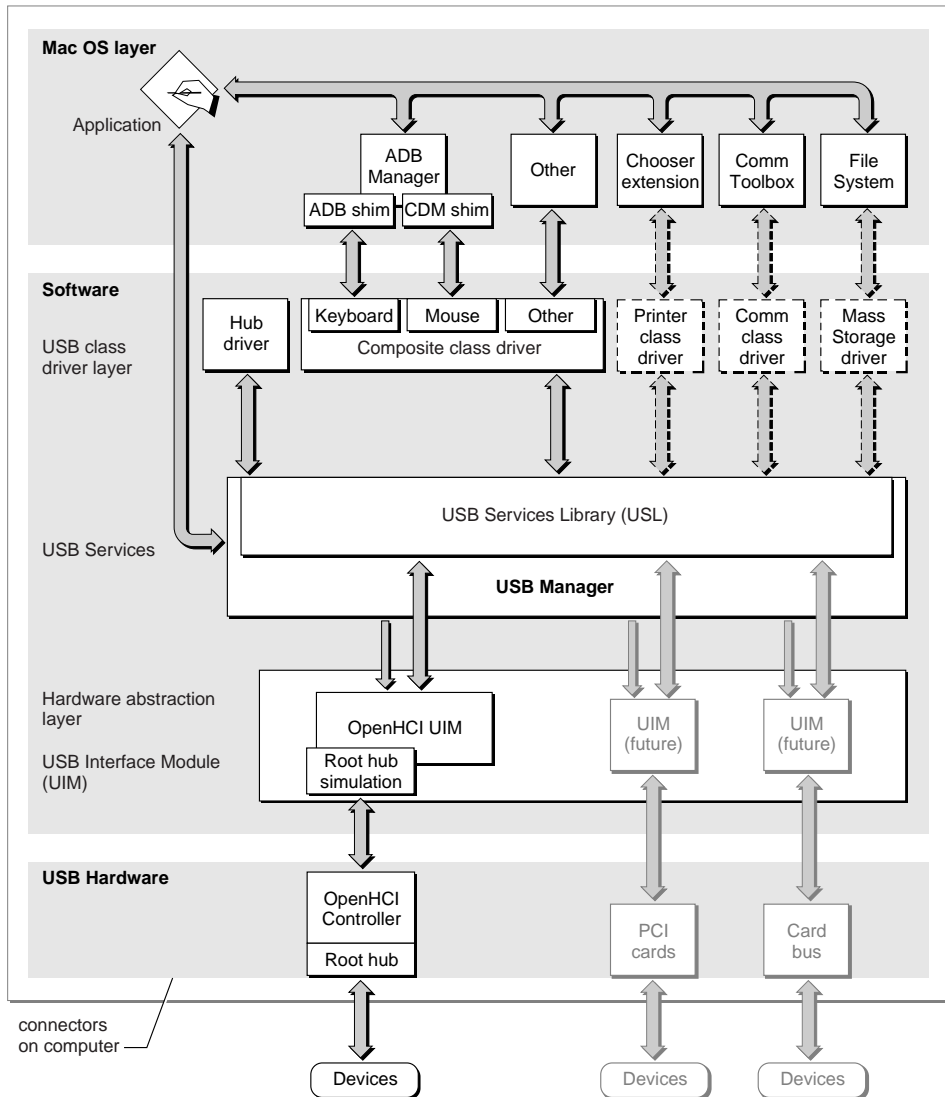 Mac OS layer
Application
ADB
Manager
ADB shim
CDM shim
Other
Chooser
extension
Comm
Toolbox
File
System
Software
USB class
driver layer
Hub
driver
Keyboard
Mouse
Other
Composite class driver
Printer
class
driver
Comm
class
driver
Mass
Storage
driver
USB Services
USB Services Library (USL)
USB Manager
Hardware abstraction
layer
USB Interface Module
(UIM)
OpenHCI UIM
Root hub
simulation
UIM
(future)
UIM
(future)
USB Hardware
OpenHCI
Controller
Root hub
PCI
cards
Card
bus
connectors
on computer
Devices
Devices
Devices